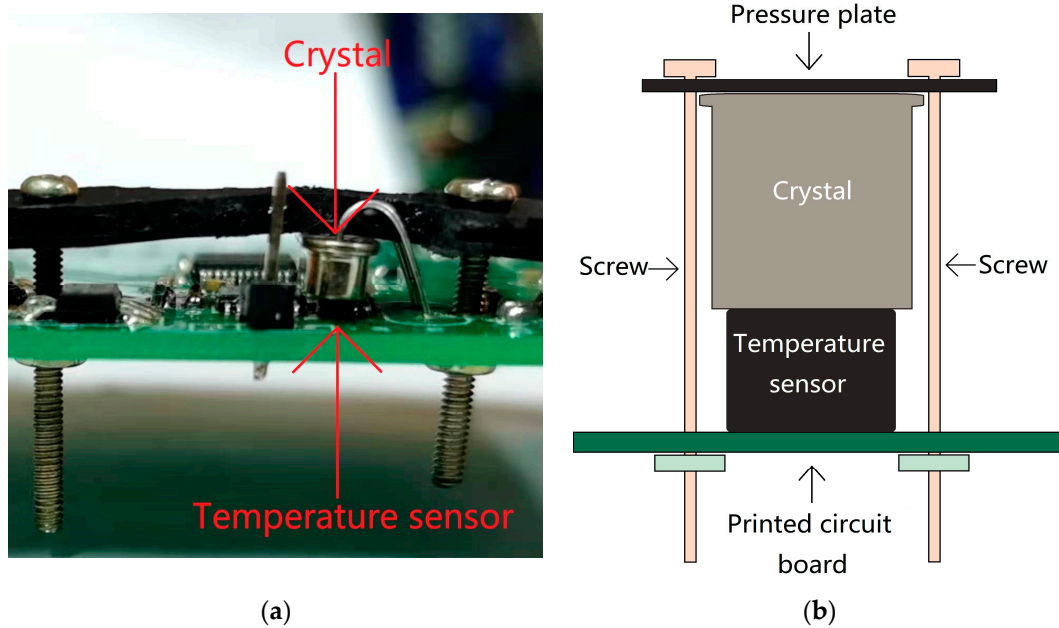 Crystal
Temperature sensor
(a)
Pressure plate
Crystal
Screw
Screw
Temperature
sensor
Printed circuit
board
(b)